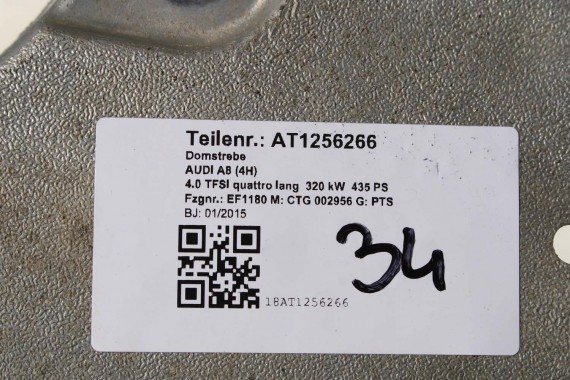 Teilenr.: AT1256266
Domstrebe
AUDI A8 (4H)
4.0 TFSI quattro lang 320 kW 435 PS
Fzgnr.: EF1180 M: CTG 002956 G: PTS
BJ: 01/2015
34
18AT1256266